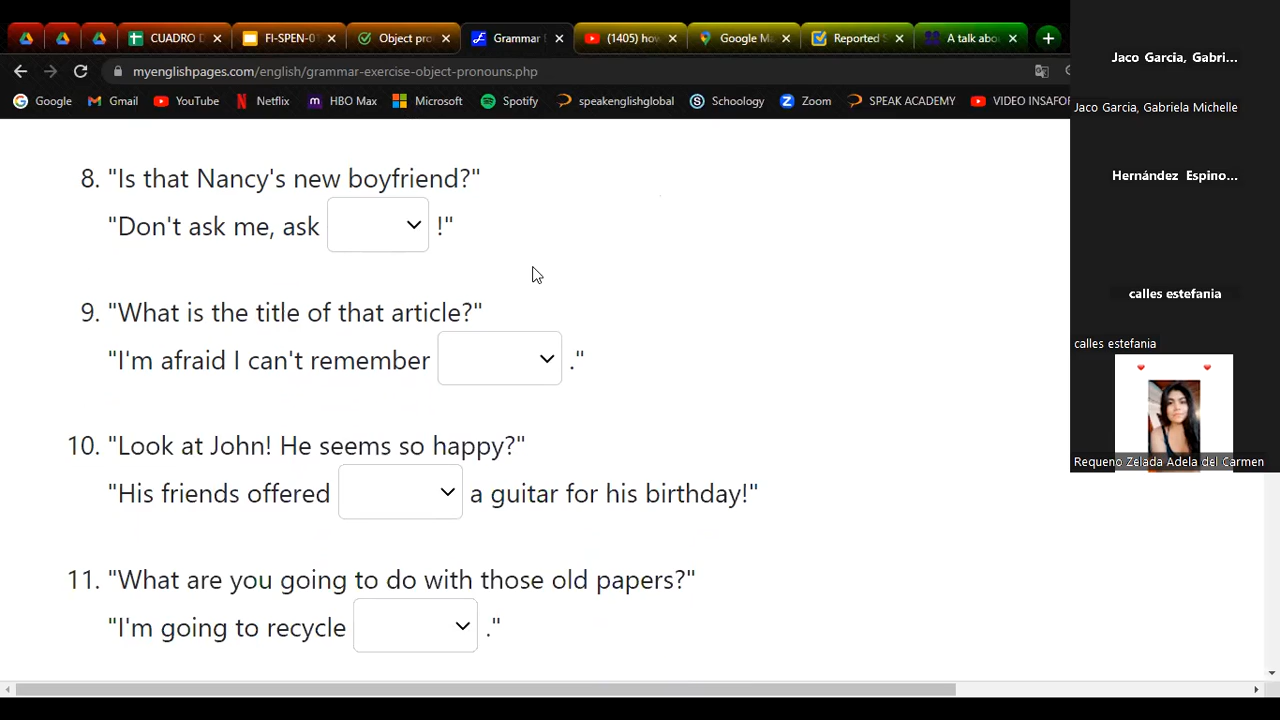 CUADRO D
FI-SPEN-01
Object pro
Grammar
(1405) how
Google Ma
Reported S
A talk abou
myenglishpages.com/english/grammar-exercise-object-pronouns.php
Google
Gmail
YouTube
Netflix
HBO Max
Microsoft
Spotify
speakenglishglobal
Schoology
Zoom
SPEAK ACADEMY
VIDEO INSAFOR
8. "Is that Nancy's new boyfriend?"
"Don't ask me, ask !"
9. "What is the title of that article?"
"I'm afraid I can't remember ."
10. "Look at John! He seems so happy?"
"His friends offered a guitar for his birthday!"
11. "What are you going to do with those old papers?"
"I'm going to recycle ."
Jaco Garcia, Gabri...
Jaco Garcia, Gabriela Michelle
Hernández Espino...
calles estefania
calles estefania
Requeno Zelada Adela del Carmen